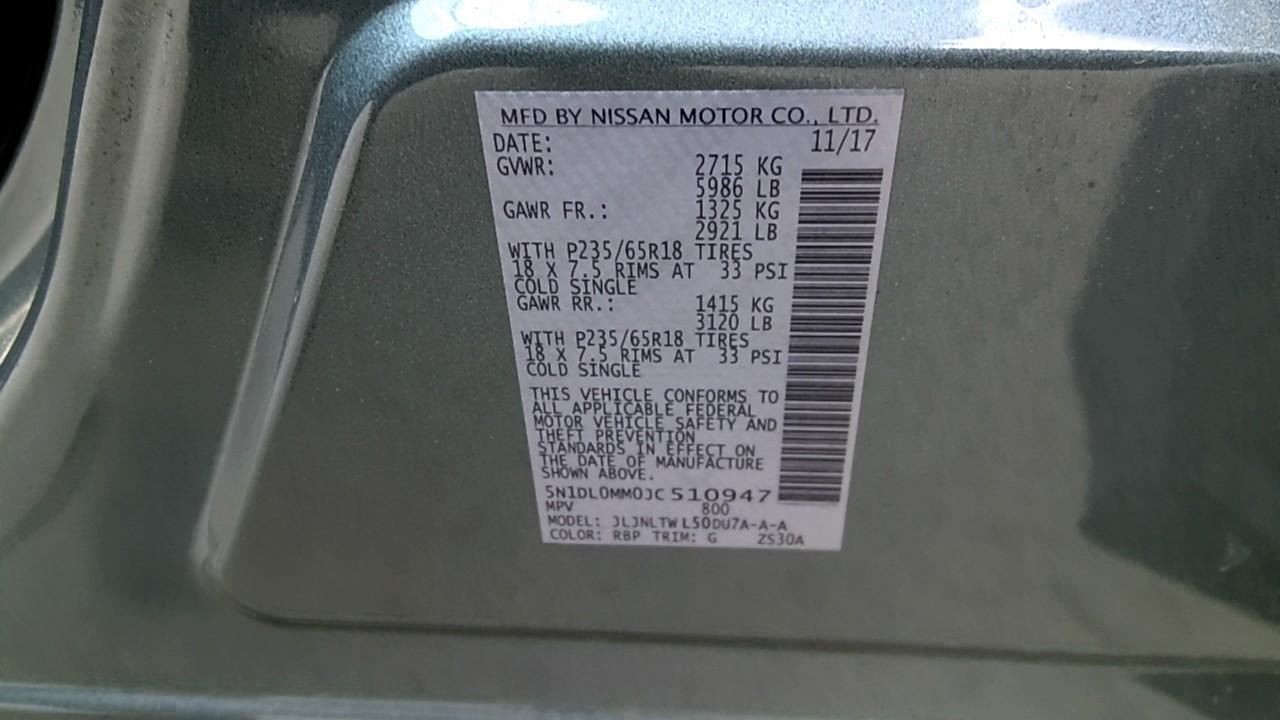 MFD BY NISSAN MOTOR CO., LTD.
DATE: 11/17
GVWR: 2715 KG
5986 LB
GAWR FR.: 1325 KG
2921 LB
WITH P235/65R18 TIRES
18 X 7.5 RIMS AT 33 PSI
COLD SINGLE
GAWR RR.: 1415 KG
3120 LB
WITH P235/65R18 TIRES
18 X 7.5 RIMS AT 33 PSI
COLD SINGLE
THIS VEHICLE CONFORMS TO
ALL APPLICABLE FEDERAL
MOTOR VEHICLE SAFETY AND
THEFT PREVENTION
STANDARDS IN EFFECT ON
THE DATE OF MANUFACTURE
SHOWN ABOVE.
5N1DL0MM0JC510947
MPV 800
MODEL: JLJNLTWL50DU7A-A-A
COLOR: RBP TRIM: G ZS30A